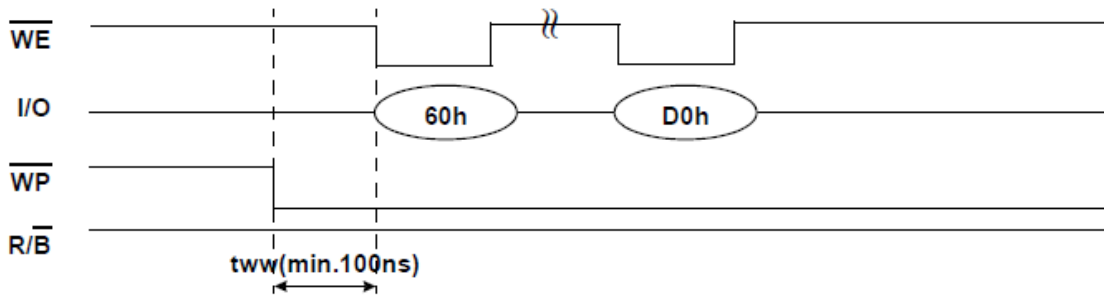 WE
I/O 60h D0h
WP
R/B
tww(min.100ns)